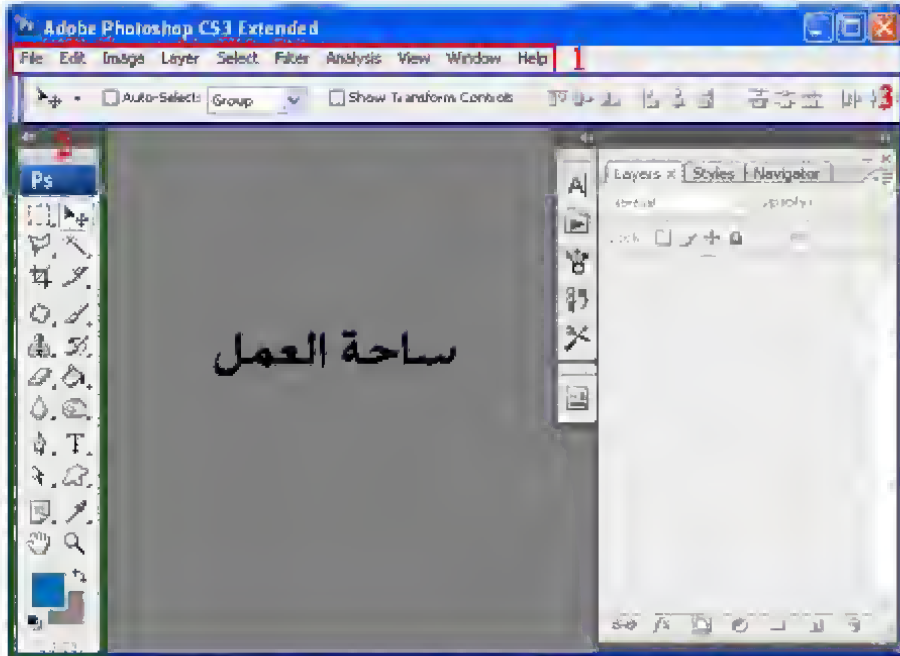 Adobe Photoshop CS3 Extended
File Edit Image Layer Select Filter Analysis View Window Help 1
Auto-Select: Group Show Transform Controls 3
Ps
Layers × Styles Navigator
ساحة العمل